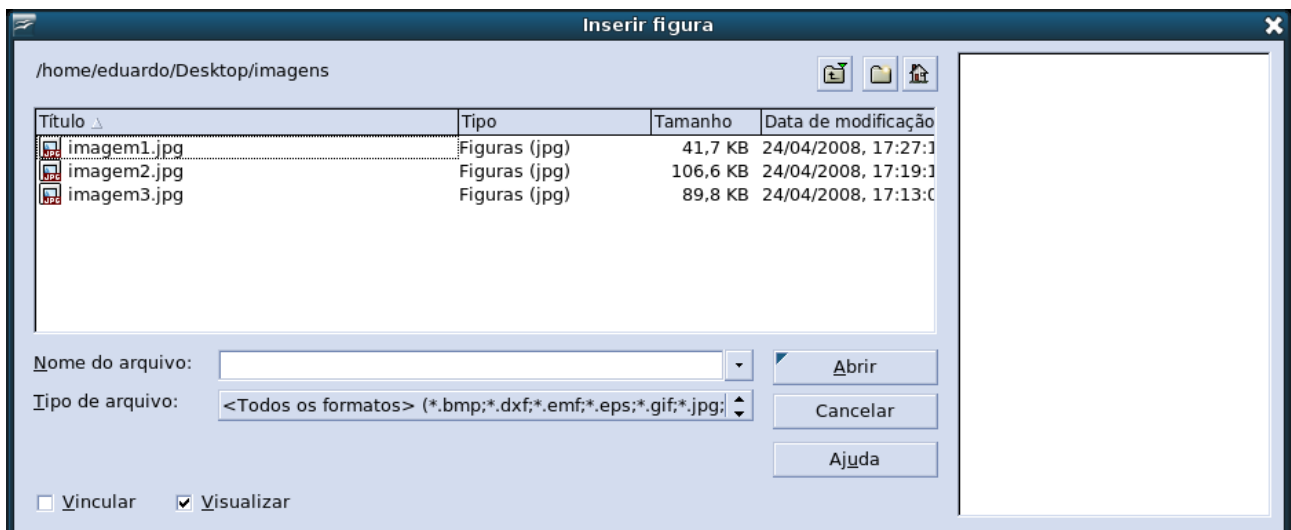 Inserir figura
/home/eduardo/Desktop/imagens
Título Tipo Tamanho Data de modificação
imagem1.jpg Figuras (jpg) 41,7 KB 24/04/2008, 17:27:1
imagem2.jpg Figuras (jpg) 106,6 KB 24/04/2008, 17:19:1
imagem3.jpg Figuras (jpg) 89,8 KB 24/04/2008, 17:13:0
Nome do arquivo: Abrir
Tipo de arquivo: <Todos os formatos> (*.bmp;*.dxf;*.emf;*.eps;*.gif;*.jpg; Cancelar
Ajuda
Vincular Visualizar